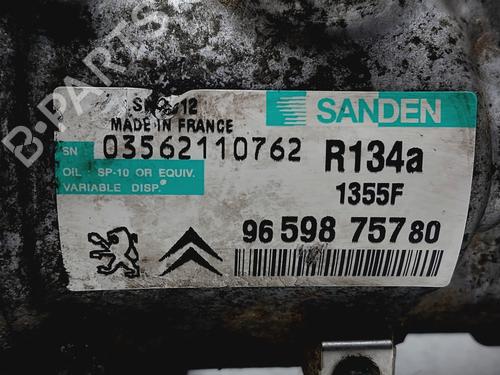 SANDEN
MADE IN FRANCE
SN 03562110762
R134a
OIL SP-10 OR EQUIV.
VARIABLE DISP.
1355F
96 598 757 80
B-PARTS